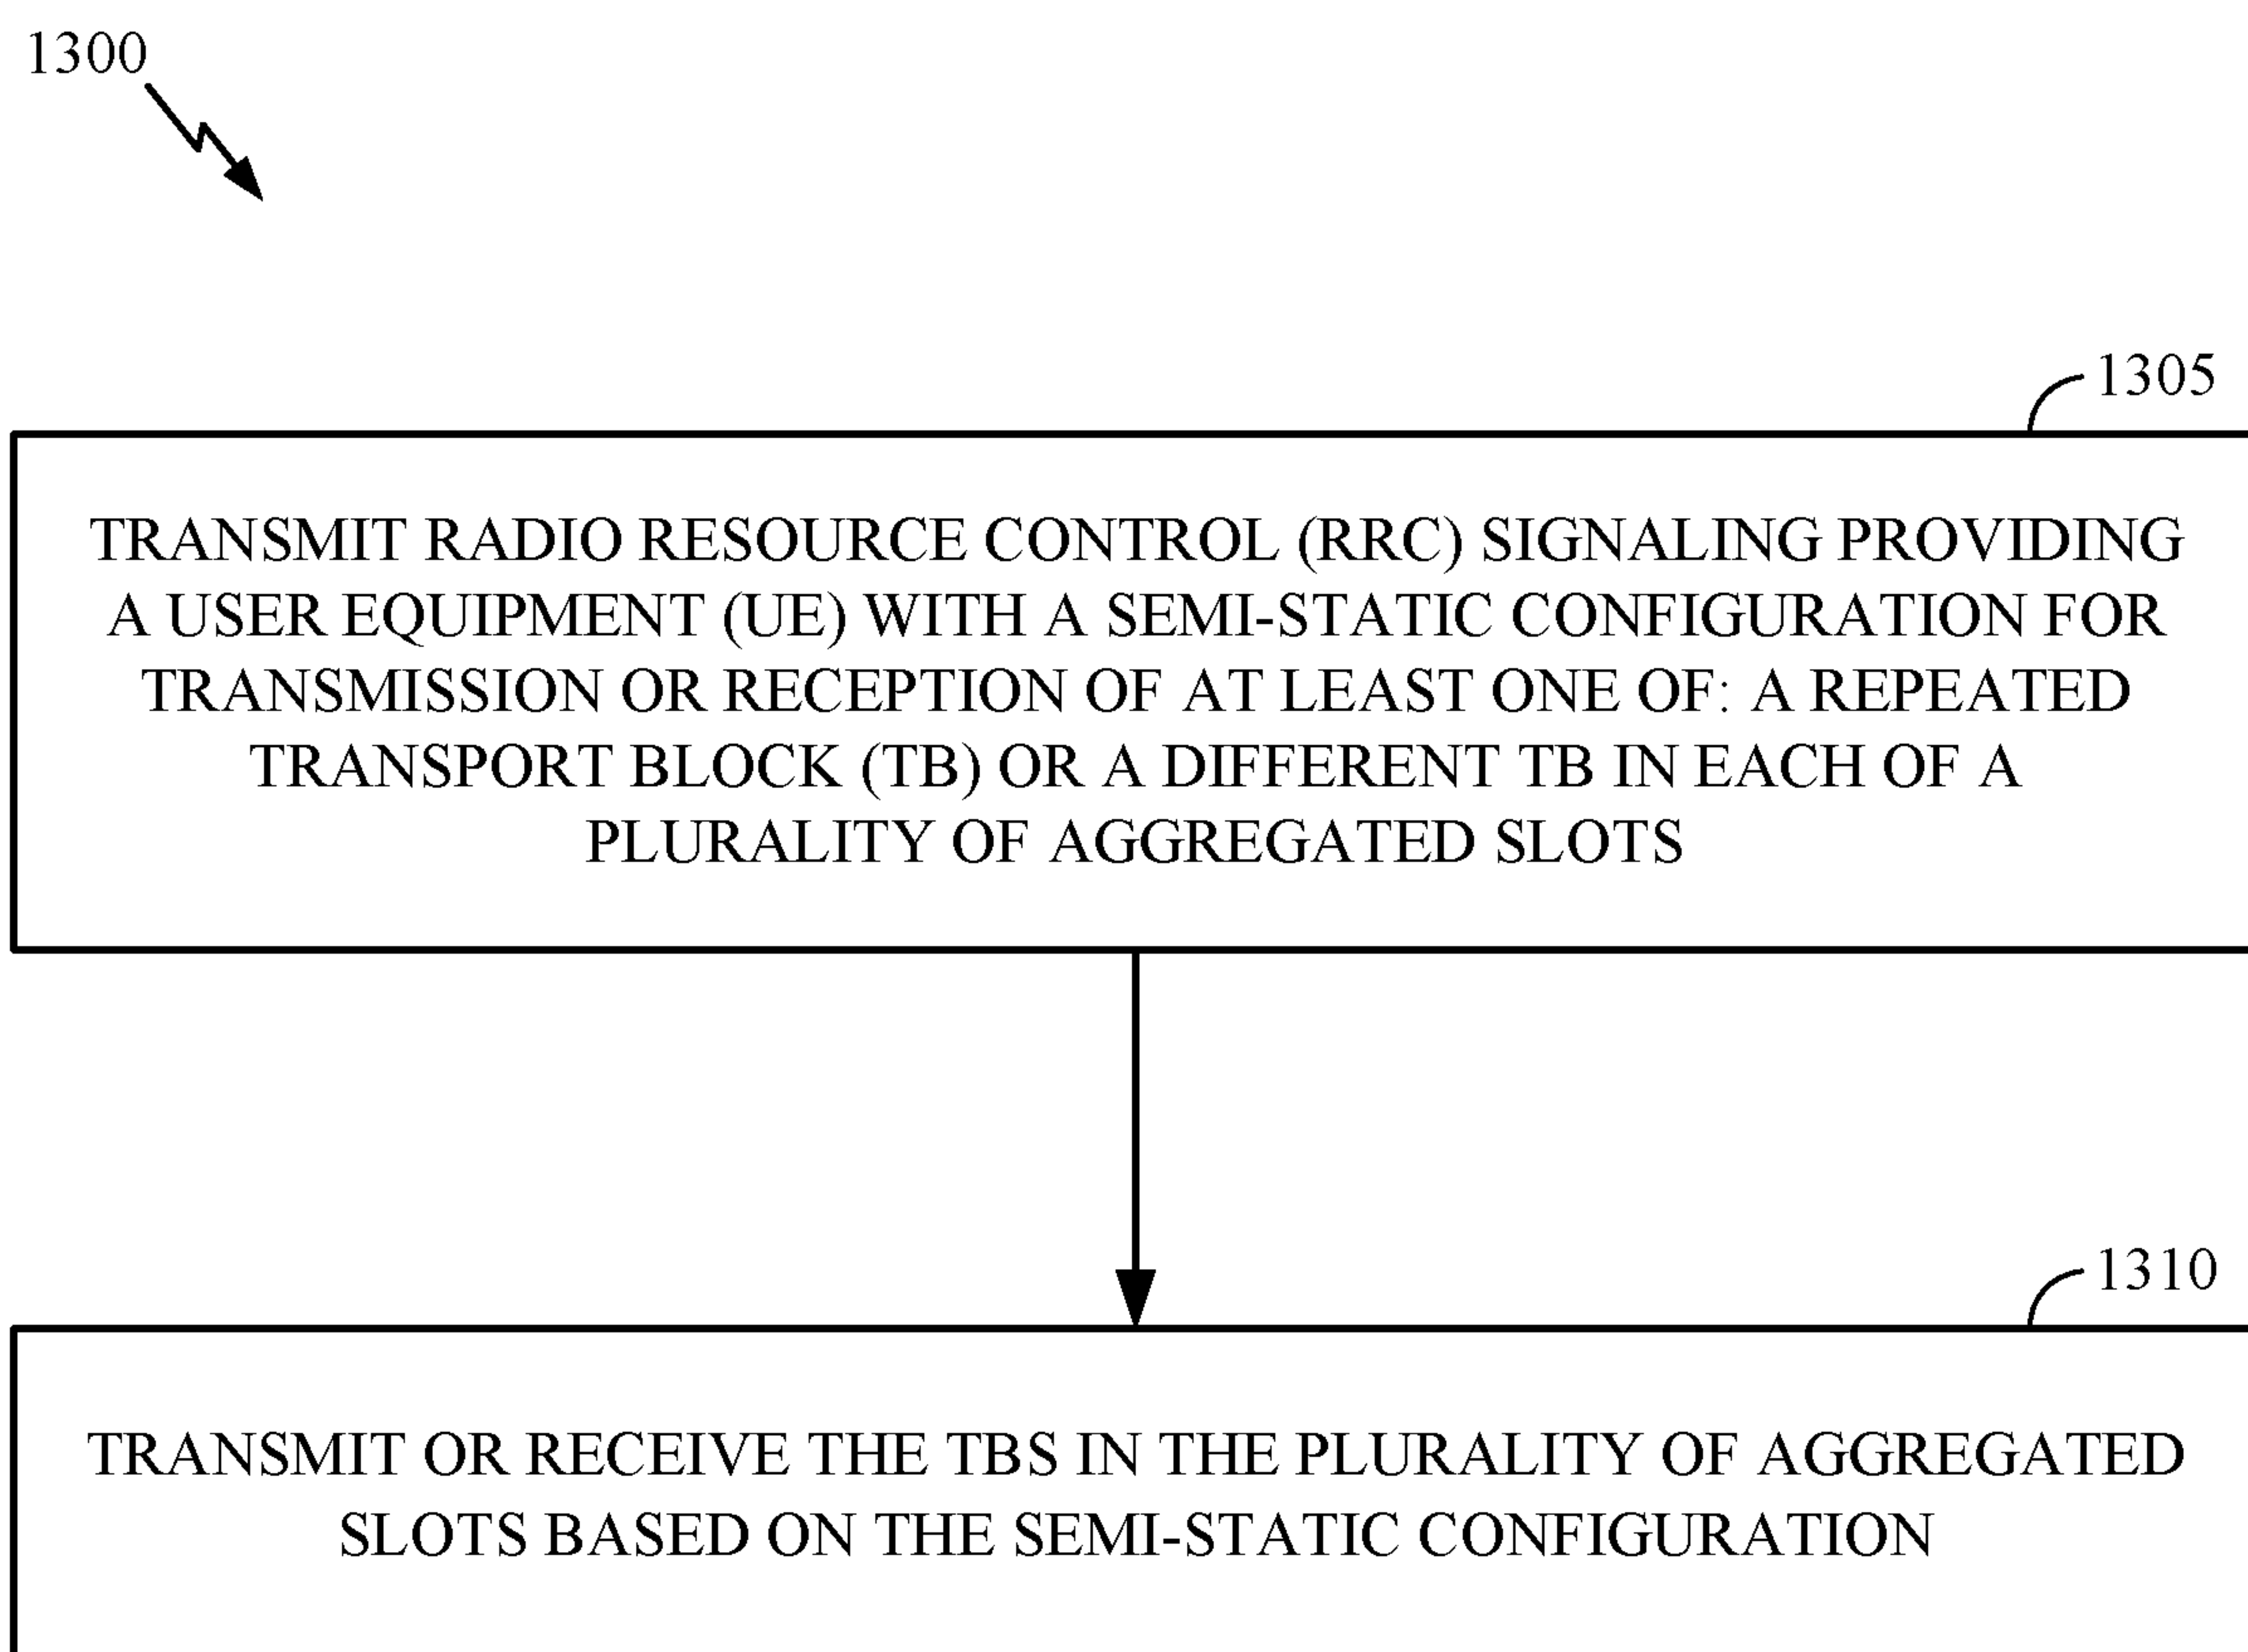 1300
1305
TRANSMIT RADIO RESOURCE CONTROL (RRC) SIGNALING PROVIDING
A USER EQUIPMENT (UE) WITH A SEMI-STATIC CONFIGURATION FOR
TRANSMISSION OR RECEPTION OF AT LEAST ONE OF: A REPEATED
TRANSPORT BLOCK (TB) OR A DIFFERENT TB IN EACH OF A
PLURALITY OF AGGREGATED SLOTS
1310
TRANSMIT OR RECEIVE THE TBS IN THE PLURALITY OF AGGREGATED
SLOTS BASED ON THE SEMI-STATIC CONFIGURATION